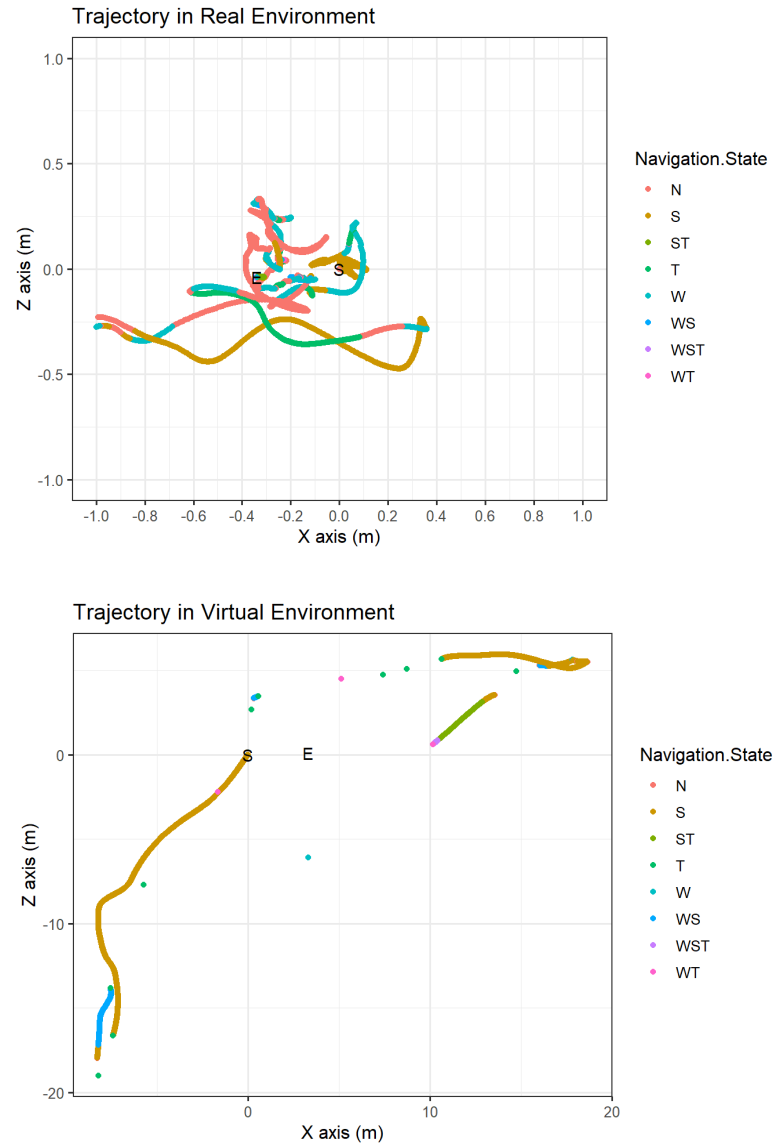 Trajectory in Real Environment
1.0
0.5
0.0
-0.5
-1.0
Z axis (m)
E
S
-1.0 -0.8 -0.6 -0.4 -0.2 0.0 0.2 0.4 0.6 0.8 1.0
X axis (m)
Navigation.State
N
S
ST
T
W
WS
WST
WT
Trajectory in Virtual Environment
0
-10
-20
Z axis (m)
S
E
0 10 20
X axis (m)
Navigation.State
N
S
ST
T
W
WS
WST
WT